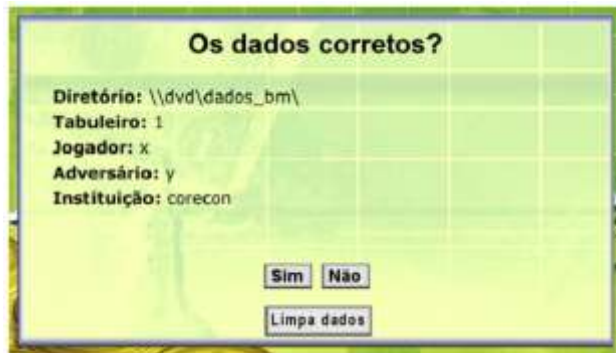 Os dados corretos?
Diretório: \\dvd\dados_bm\
Tabuleiro: 1
Jogador: x
Adversário: y
Instituição: corecon
Sim Não
Limpa dados